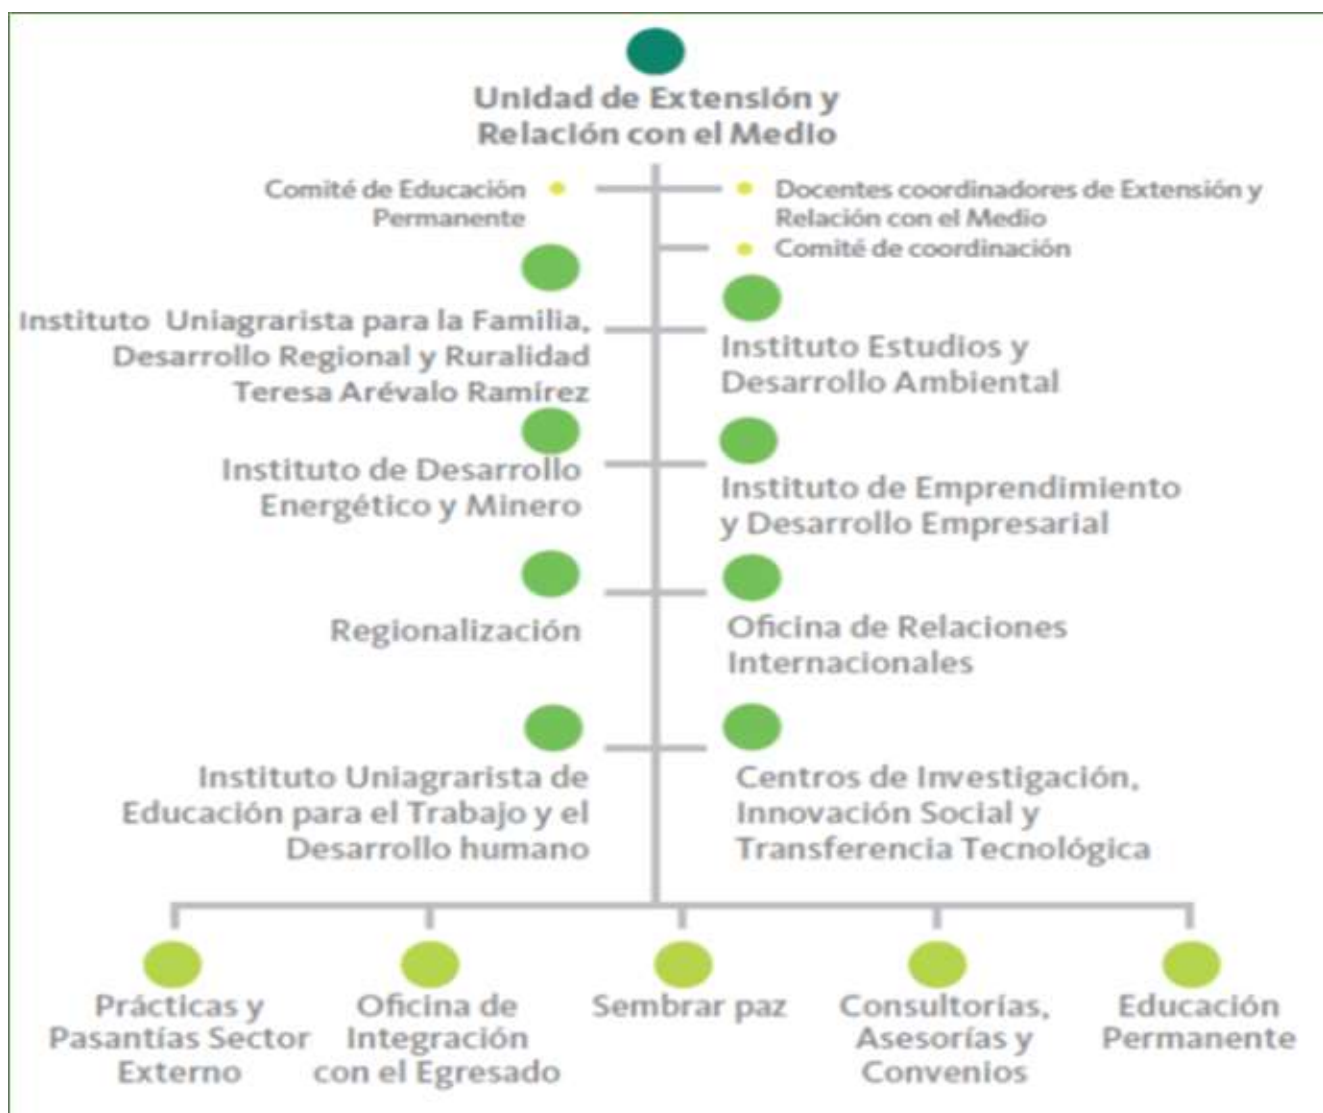 Unidad de Extensión y
Relación con el Medio
Comité de Educación
Permanente
Docentes coordinadores de Extensión y
Relación con el Medio
Comité de coordinación
Instituto Uniagrarista para la Familia,
Desarrollo Regional y Ruralidad
Teresa Arévalo Ramírez
Instituto Estudios y
Desarrollo Ambiental
Instituto de Desarrollo
Energético y Minero
Instituto de Emprendimiento
y Desarrollo Empresarial
Regionalización
Oficina de Relaciones
Internacionales
Instituto Uniagrarista de
Educación para el Trabajo y el
Desarrollo humano
Centros de Investigación,
Innovación Social y
Transferencia Tecnológica
Prácticas y
Pasantías Sector
Externo
Oficina de
Integración
con el Egresado
Sembrar paz
Consultorías,
Asesorías y
Convenios
Educación
Permanente